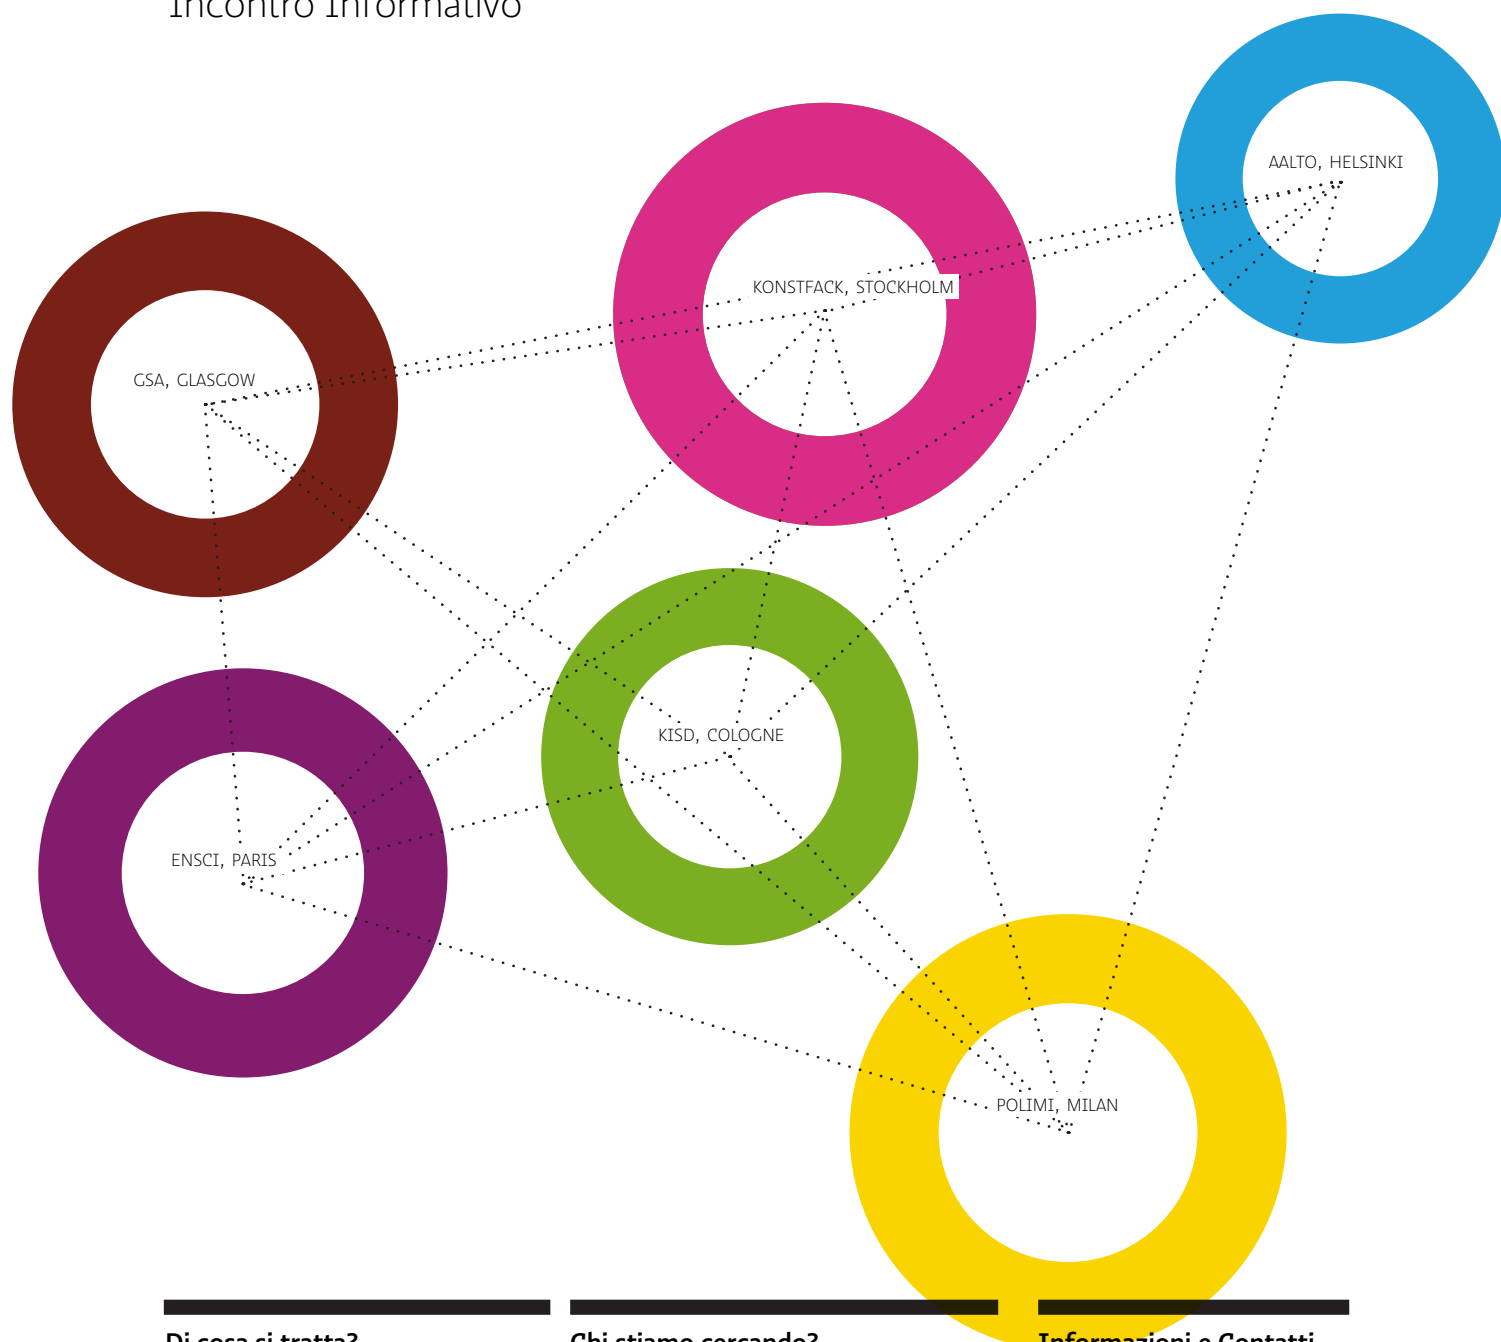 Incontro Informativo
AALTO, HELSINKI
KONSTFACK, STOCKHOLM
GSA, GLASGOW
KISD, COLOGNE
ENSCI, PARIS
POLIMI, MILAN
Di cosa si tratta?
Chi stiamo cercando?
Informazioni e Contatti